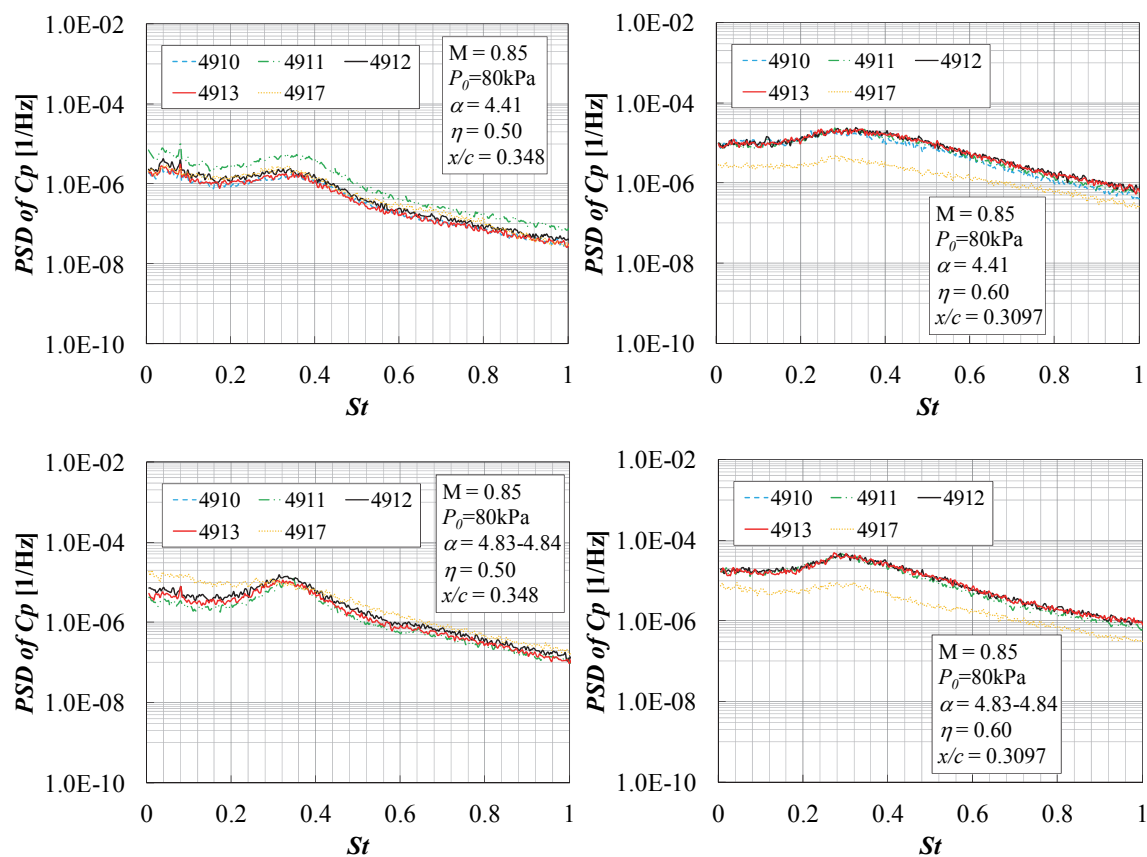 1.0E-02
1.0E-04
1.0E-06
1.0E-08
1.0E-10
PSD of Cp [1/Hz]
4910 4911 4912
4913 4917
M = 0.85
P0=80kPa
α = 4.41
η = 0.50
x/c = 0.348
0 0.2 0.4 0.6 0.8 1
St
1.0E-02
1.0E-04
1.0E-06
1.0E-08
1.0E-10
PSD of Cp [1/Hz]
4910 4911 4912
4913 4917
M = 0.85
P0=80kPa
α = 4.41
η = 0.60
x/c = 0.3097
0 0.2 0.4 0.6 0.8 1
St
1.0E-02
1.0E-04
1.0E-06
1.0E-08
1.0E-10
PSD of Cp [1/Hz]
4910 4911 4912
4913 4917
M = 0.85
P0=80kPa
α = 4.83-4.84
η = 0.50
x/c = 0.348
0 0.2 0.4 0.6 0.8 1
St
1.0E-02
1.0E-04
1.0E-06
1.0E-08
1.0E-10
PSD of Cp [1/Hz]
4910 4911 4912
4913 4917
M = 0.85
P0=80kPa
α = 4.83-4.84
η = 0.60
x/c = 0.3097
0 0.2 0.4 0.6 0.8 1
St